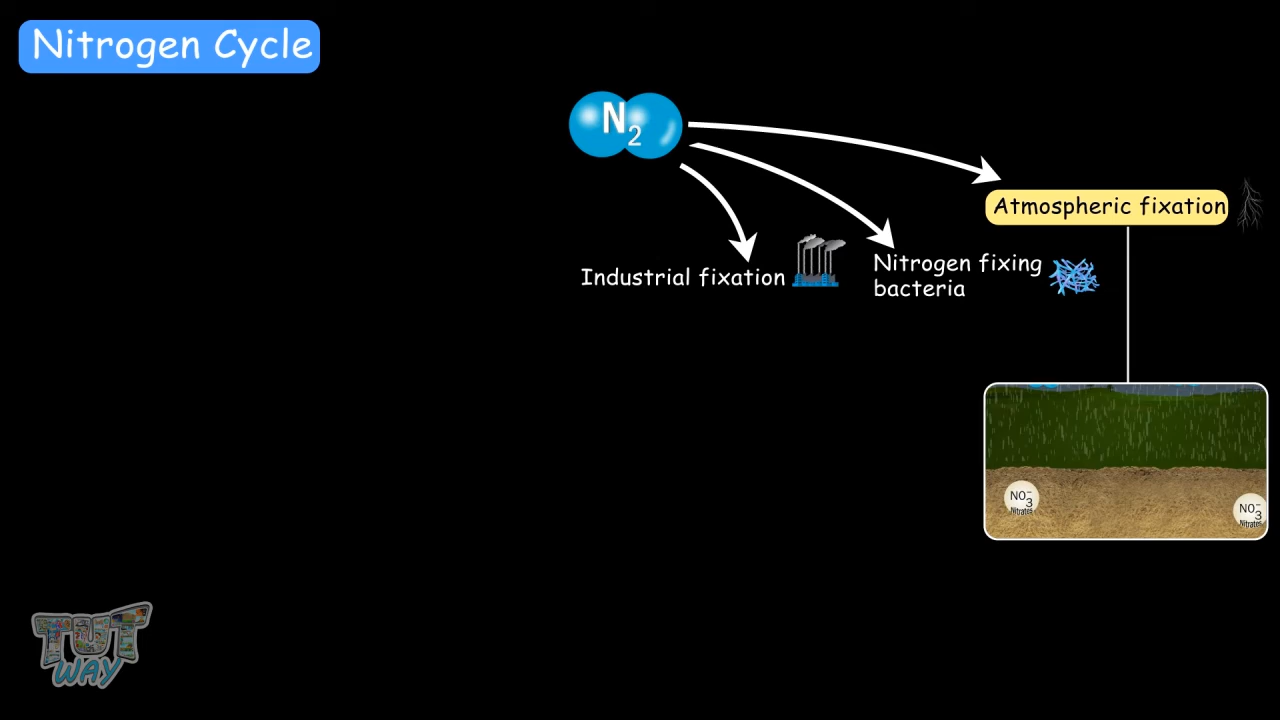 Nitrogen Cycle
N2
Atmospheric fixation
Industrial fixation
Nitrogen fixing
bacteria
NO3−
Nitrates
NO3−
Nitrates
TUT
WAY